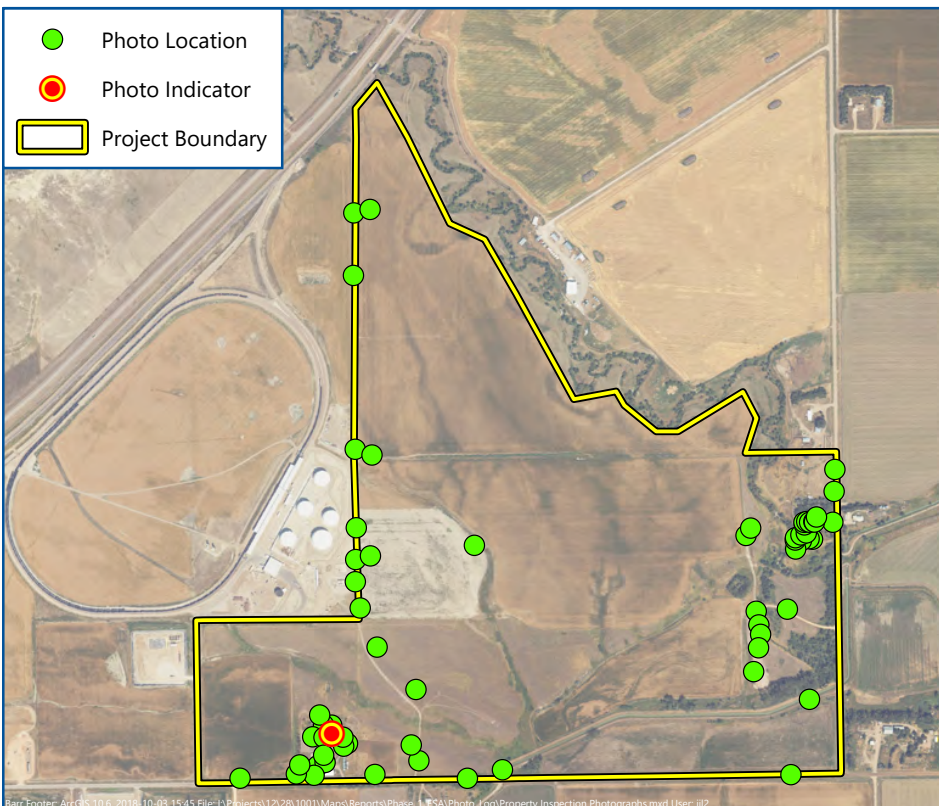 Photo Location
Photo Indicator
Project Boundary
Barr Footer: ArcGIS 10.6, 2018-10-03 15:45 File: I:\Projects\12\28\1001\Maps\Reports\Phase_1_ESA\Photo_Log\Property Inspection Photographs.mxd User: jjl2